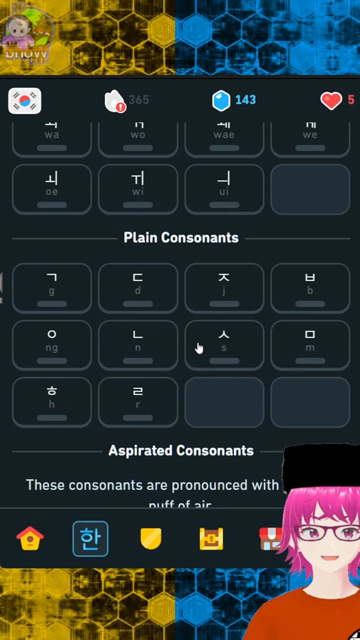 SHOW
365 143 5
ㅘ ㅝ ㅙ ㅞ
wa wo wae we
ㅚ ㅟ ㅢ
oe wi ui
Plain Consonants
ㄱ ㄷ ㅈ ㅂ
g d j b
ㅇ ㄴ ㅅ ㅁ
ng n s m
ㅎ ㄹ
h r
Aspirated Consonants
These consonants are pronounced with
puff of air
한